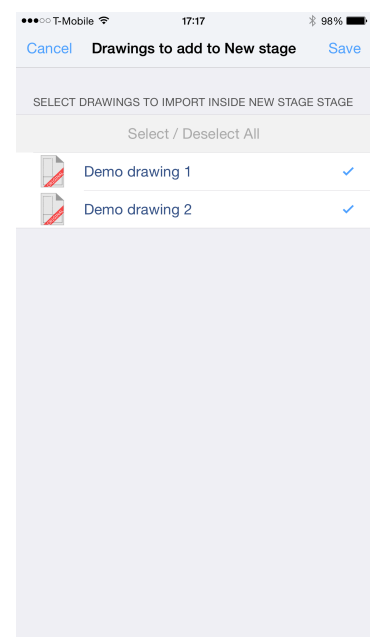 T-Mobile 17:17 98%
Cancel Drawings to add to New stage Save
SELECT DRAWINGS TO IMPORT INSIDE NEW STAGE STAGE
Select / Deselect All
Demo drawing 1
Demo drawing 2